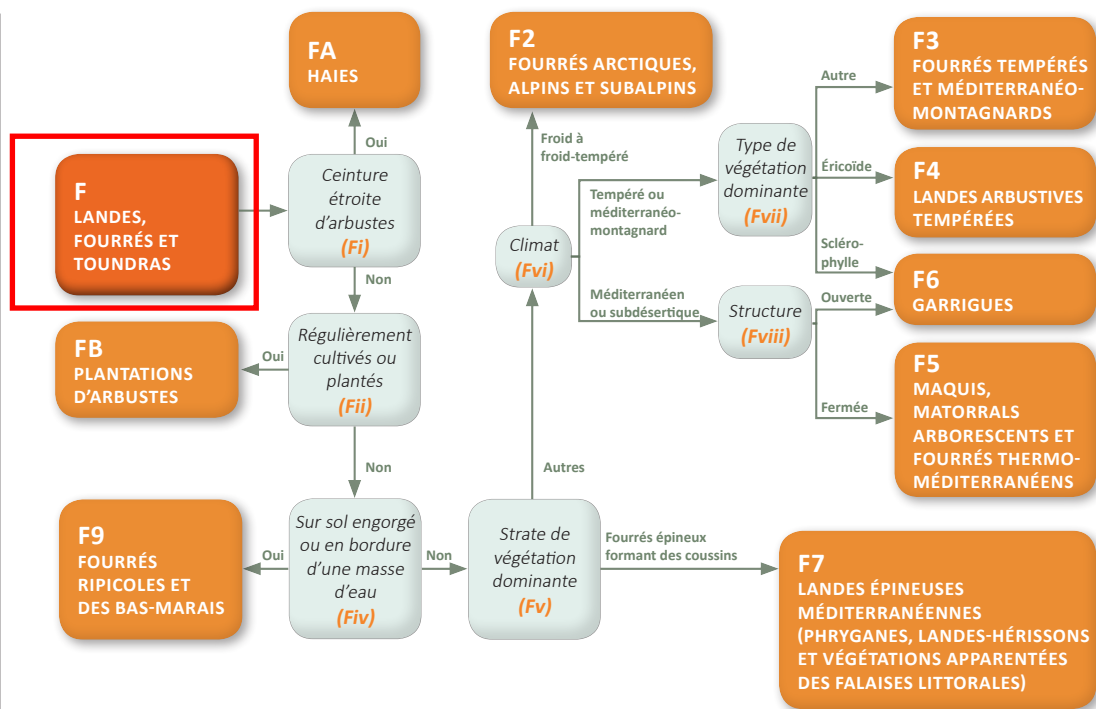 FA
HAIES
F2
FOURRÉS ARCTIQUES,
ALPINS ET SUBALPINS
F3
FOURRÉS TEMPÉRÉS
ET MÉDITERRANÉO-
MONTAGNARDS
Autre
Oui
Froid à
froid-tempéré
Type de
végétation
dominante
(Fvii)
F
LANDES,
FOURRÉS ET
TOUNDRAS
Ceinture
étroite
d’arbustes
(Fi)
Éricoïde
F4
LANDES ARBUSTIVES
TEMPÉRÉES
Tempéré ou
méditerranéo-
montagnard
Climat
(Fvi)
Scléro-
phylle
Non
F6
GARRIGUES
Méditerranéen
ou subdésertique
Structure
(Fviii)
Ouverte
FB
PLANTATIONS
D’ARBUSTES
Oui
Régulièrement
cultivés ou
plantés
(Fii)
F5
MAQUIS,
MATORRALS
ARBORESCENTS ET
FOURRÉS THERMO-
MÉDITERRANÉENS
Fermée
Non
Autres
F9
FOURRÉS
RIPICOLES ET
DES BAS-MARAIS
Oui
Sur sol engorgé
ou en bordure
d’une masse
d’eau
(Fiv)
Non
Strate de
végétation
dominante
(Fv)
Fourrés épineux
formant des coussins
F7
LANDES ÉPINEUSES
MÉDITERRANÉENNES
(PHRYGANES, LANDES-HÉRISSONS
ET VÉGÉTATIONS APPARENTÉES
DES FALAISES LITTORALES)